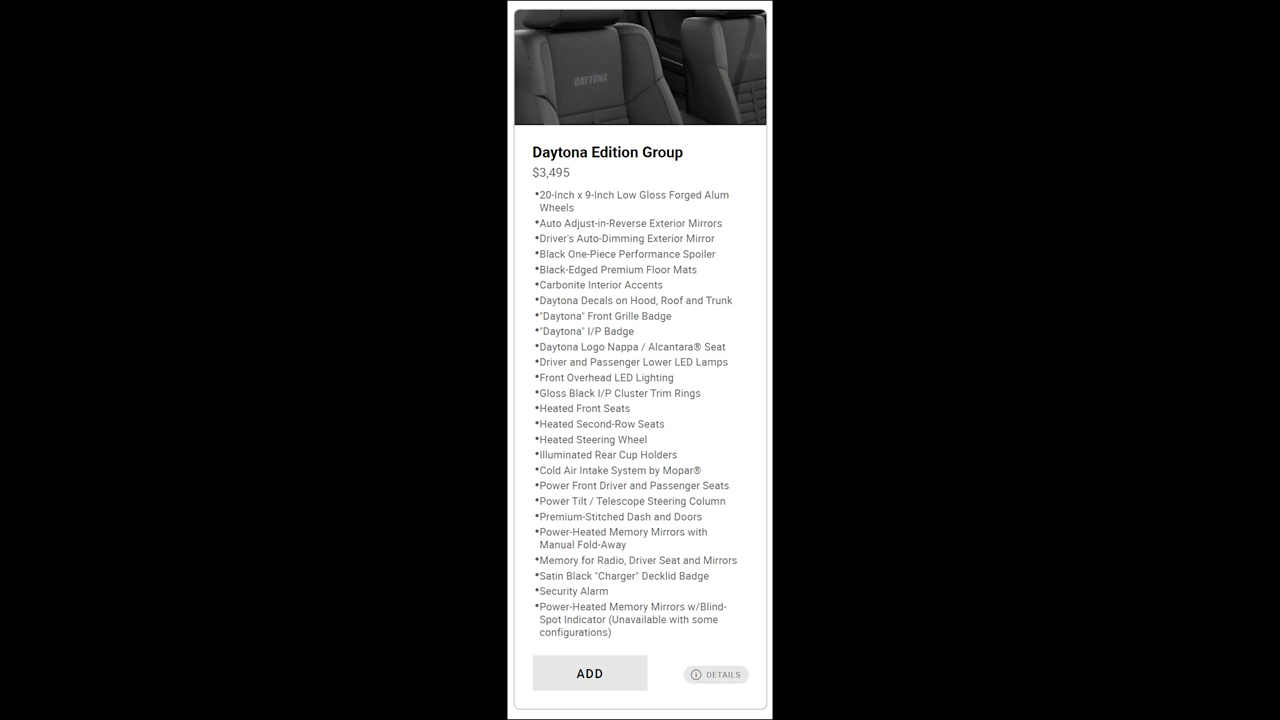 DAYTONA
Daytona Edition Group
$3,495
•20-Inch x 9-Inch Low Gloss Forged Alum
Wheels
•Auto Adjust-in-Reverse Exterior Mirrors
•Driver's Auto-Dimming Exterior Mirror
•Black One-Piece Performance Spoiler
•Black-Edged Premium Floor Mats
•Carbonite Interior Accents
•Daytona Decals on Hood, Roof and Trunk
•"Daytona" Front Grille Badge
•"Daytona" I/P Badge
•Daytona Logo Nappa / Alcantara® Seat
•Driver and Passenger Lower LED Lamps
•Front Overhead LED Lighting
•Gloss Black I/P Cluster Trim Rings
•Heated Front Seats
•Heated Second-Row Seats
•Heated Steering Wheel
•Illuminated Rear Cup Holders
•Cold Air Intake System by Mopar®
•Power Front Driver and Passenger Seats
•Power Tilt / Telescope Steering Column
•Premium-Stitched Dash and Doors
•Power-Heated Memory Mirrors with
Manual Fold-Away
•Memory for Radio, Driver Seat and Mirrors
•Satin Black "Charger" Decklid Badge
•Security Alarm
•Power-Heated Memory Mirrors w/Blind-
Spot Indicator (Unavailable with some
configurations)
ADD
DETAILS